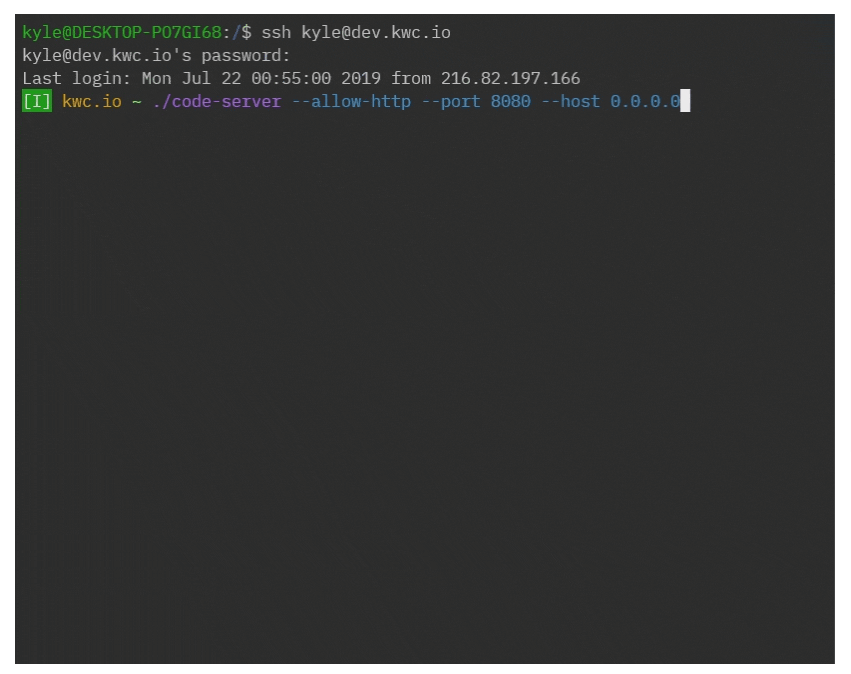 kyle@DESKTOP-PO7GI68:/$ ssh kyle@dev.kwc.io
kyle@dev.kwc.io's password:
Last login: Mon Jul 22 00:55:00 2019 from 216.82.197.166
[I] kwc.io ~ ./code-server --allow-http --port 8080 --host 0.0.0.0